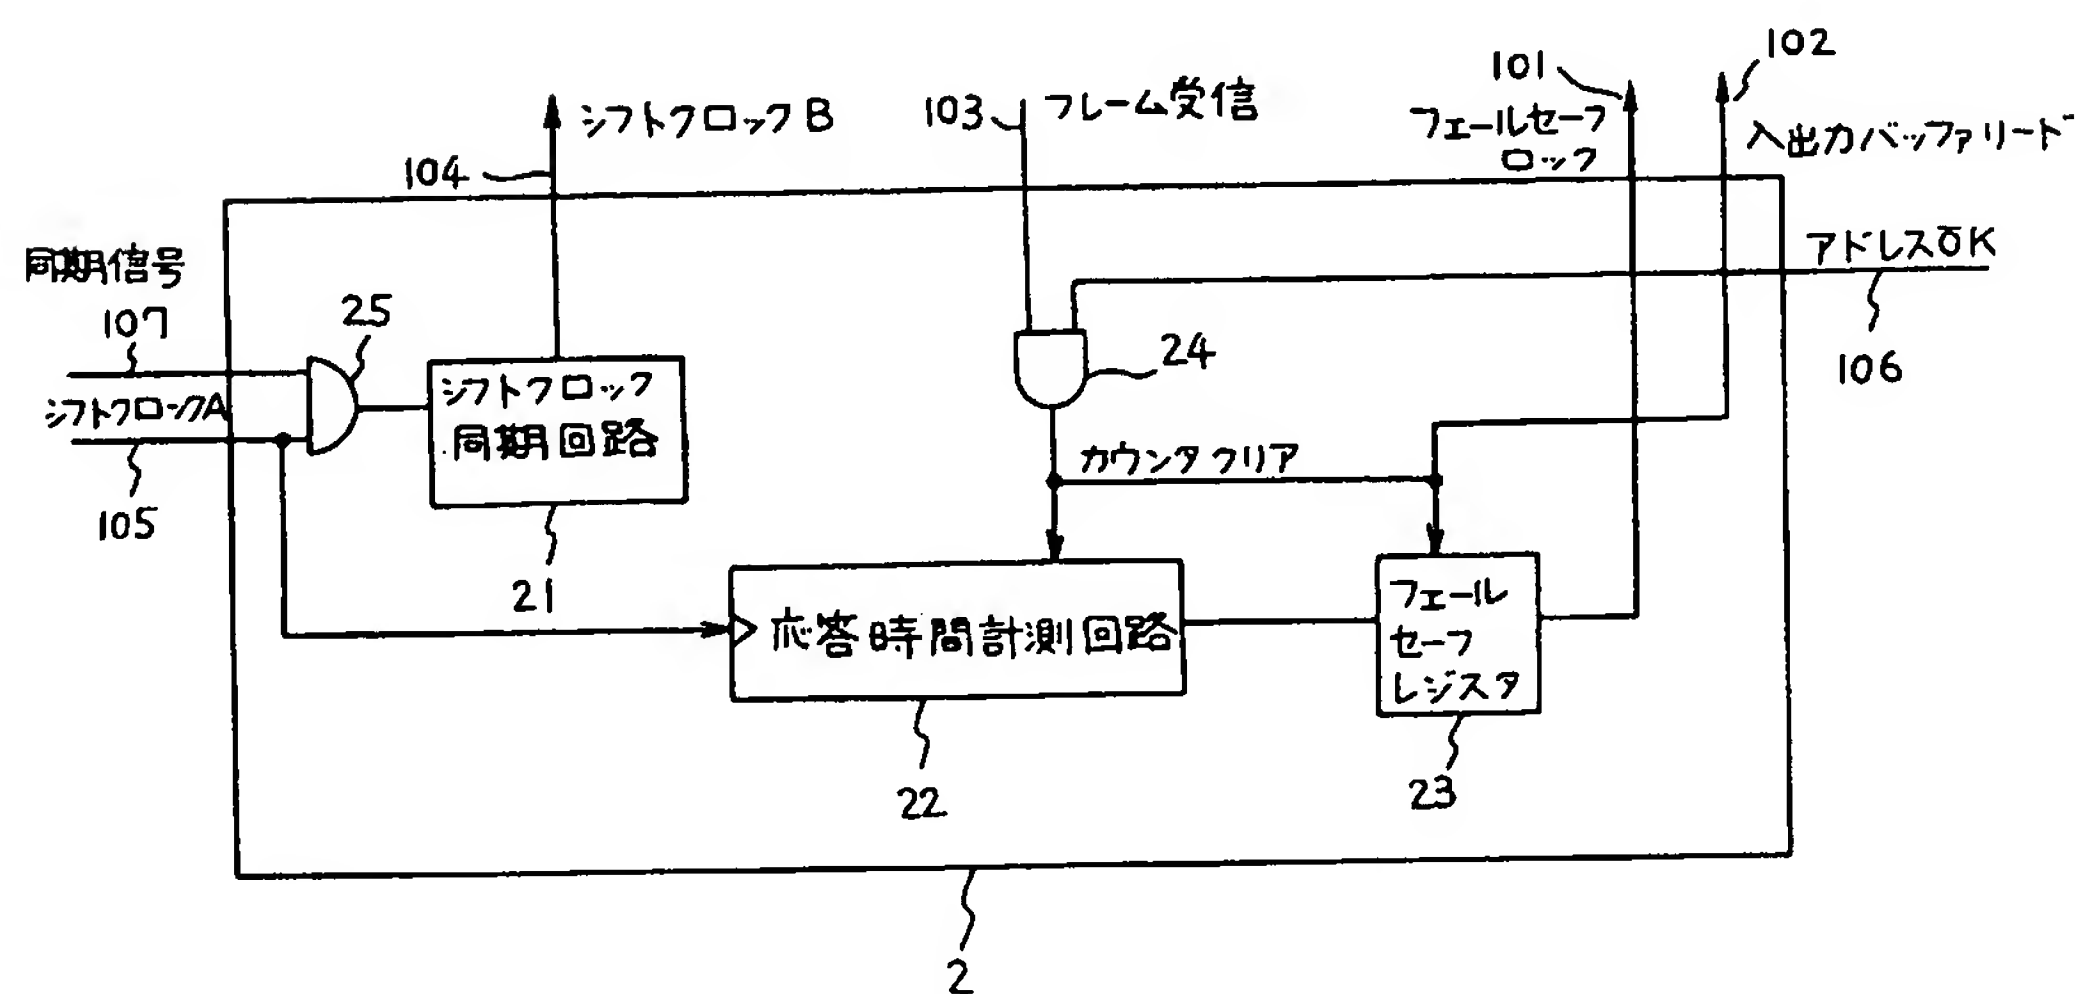 102
101
103 フレーム受信
シフトクロックB
フェールセーフ
ロック
入出力バッファリード
104
アドレスOK
同期信号
107
25
24
106
シフトクロックA
シフトクロック
同期回路
105
カウンタクリア
21
応答時間計測回路
フェール
セーフ
レジスタ
22
23
2